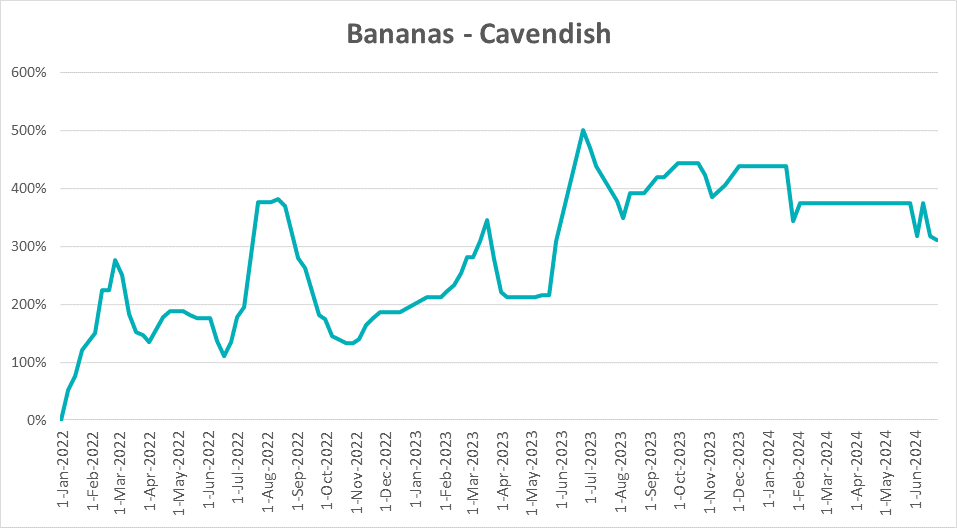 Bananas - Cavendish
600%
500%
400%
300%
200%
100%
0%
1-Jan-2022
1-Feb-2022
1-Mar-2022
1-Apr-2022
1-May-2022
1-Jun-2022
1-Jul-2022
1-Aug-2022
1-Sep-2022
1-Oct-2022
1-Nov-2022
1-Dec-2022
1-Jan-2023
1-Feb-2023
1-Mar-2023
1-Apr-2023
1-May-2023
1-Jun-2023
1-Jul-2023
1-Aug-2023
1-Sep-2023
1-Oct-2023
1-Nov-2023
1-Dec-2023
1-Jan-2024
1-Feb-2024
1-Mar-2024
1-Apr-2024
1-May-2024
1-Jun-2024